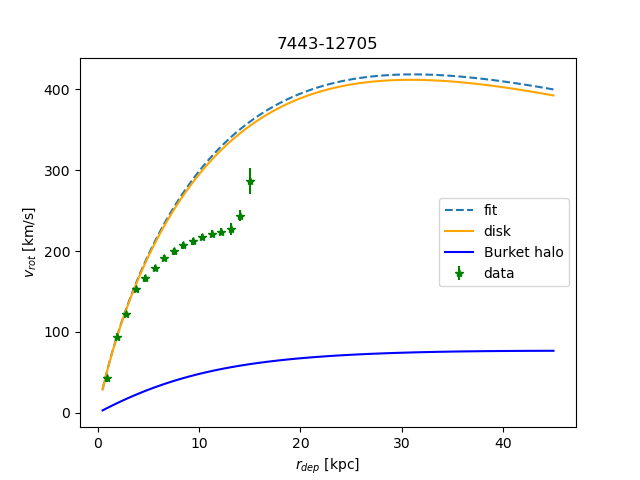 7443-12705
400
300
200
100
0
v_rot [km/s]
fit
disk
Burket halo
data
0 10 20 30 40
r_dep [kpc]